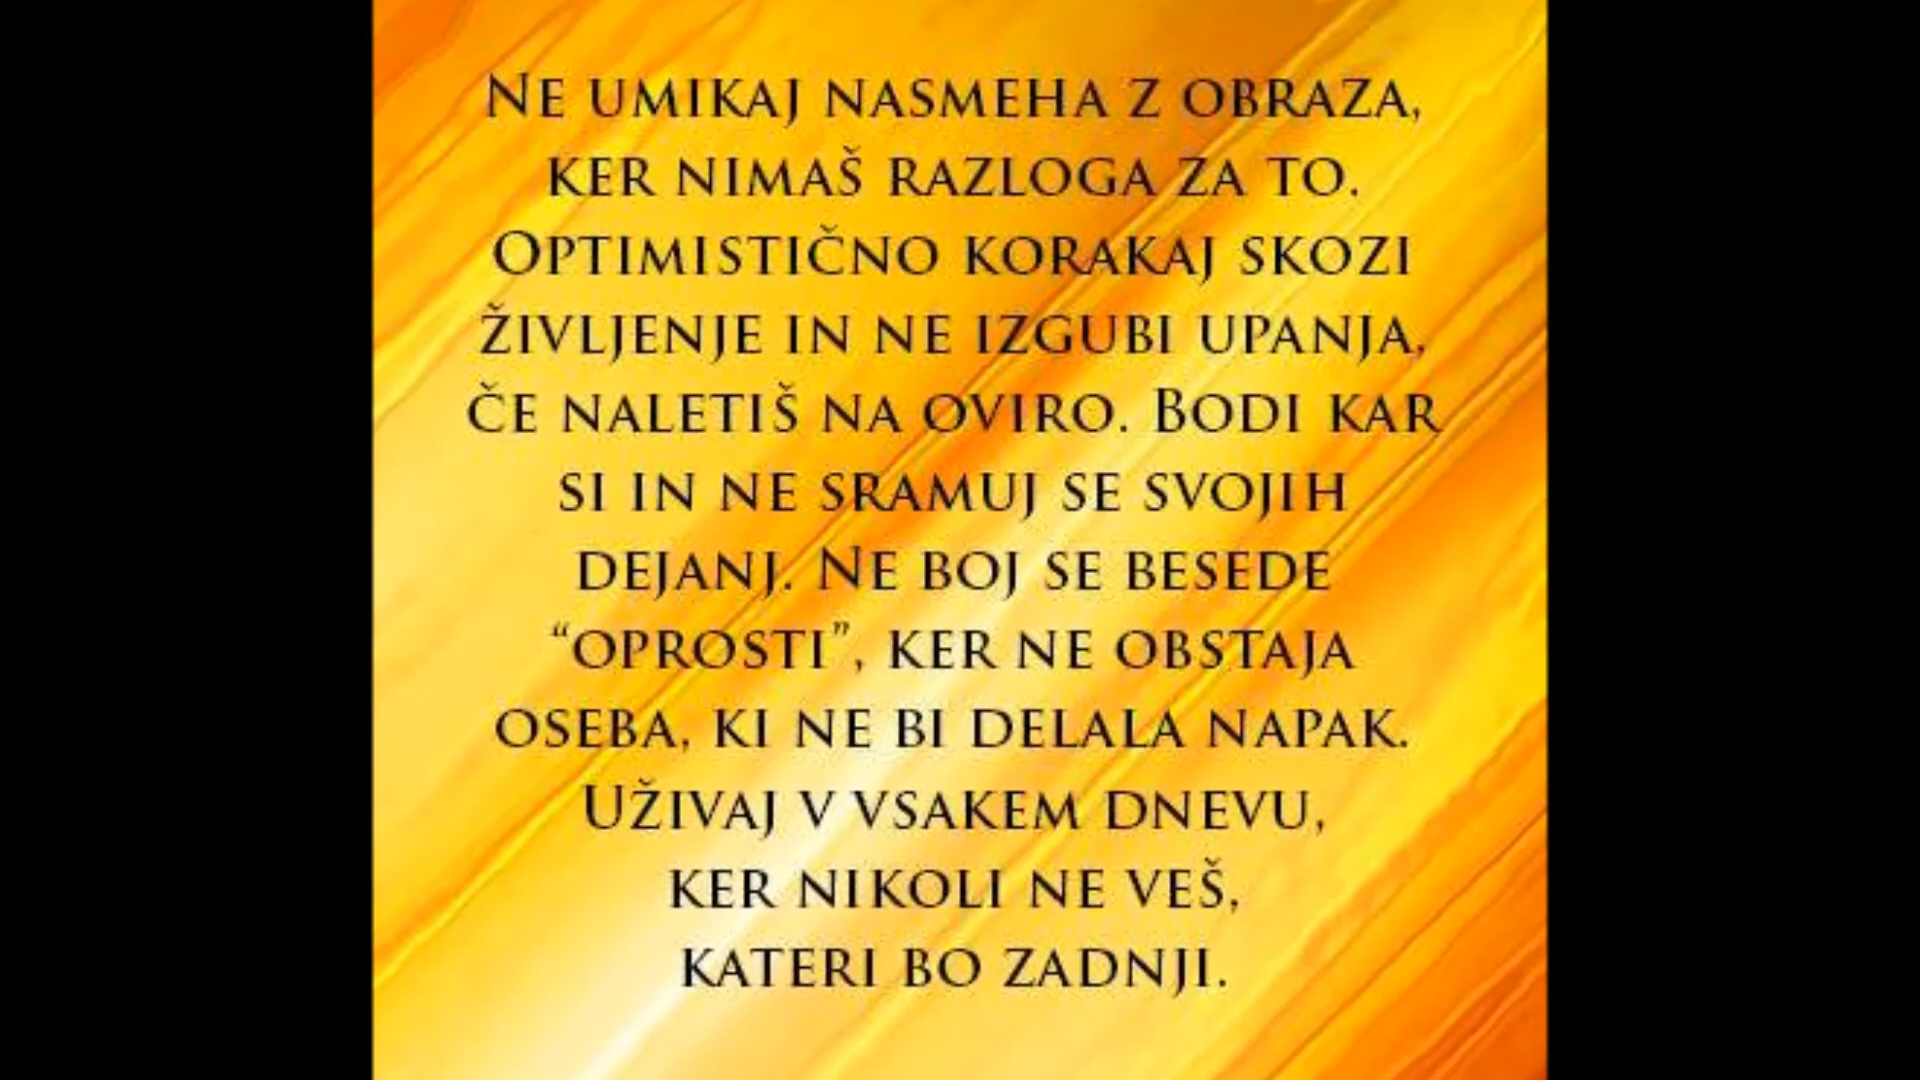 Ne umikaj nasmeha z obraza,
ker nimaš razloga za to.
Optimistično korakaj skozi
življenje in ne izgubi upanja,
če naletiš na oviro. Bodi kar
si in ne sramuj se svojih
dejanj. Ne boj se besede
“oprosti”, ker ne obstaja
oseba, ki ne bi delala napak.
Uživaj v vsakem dnevu,
ker nikoli ne veš,
kateri bo zadnji.